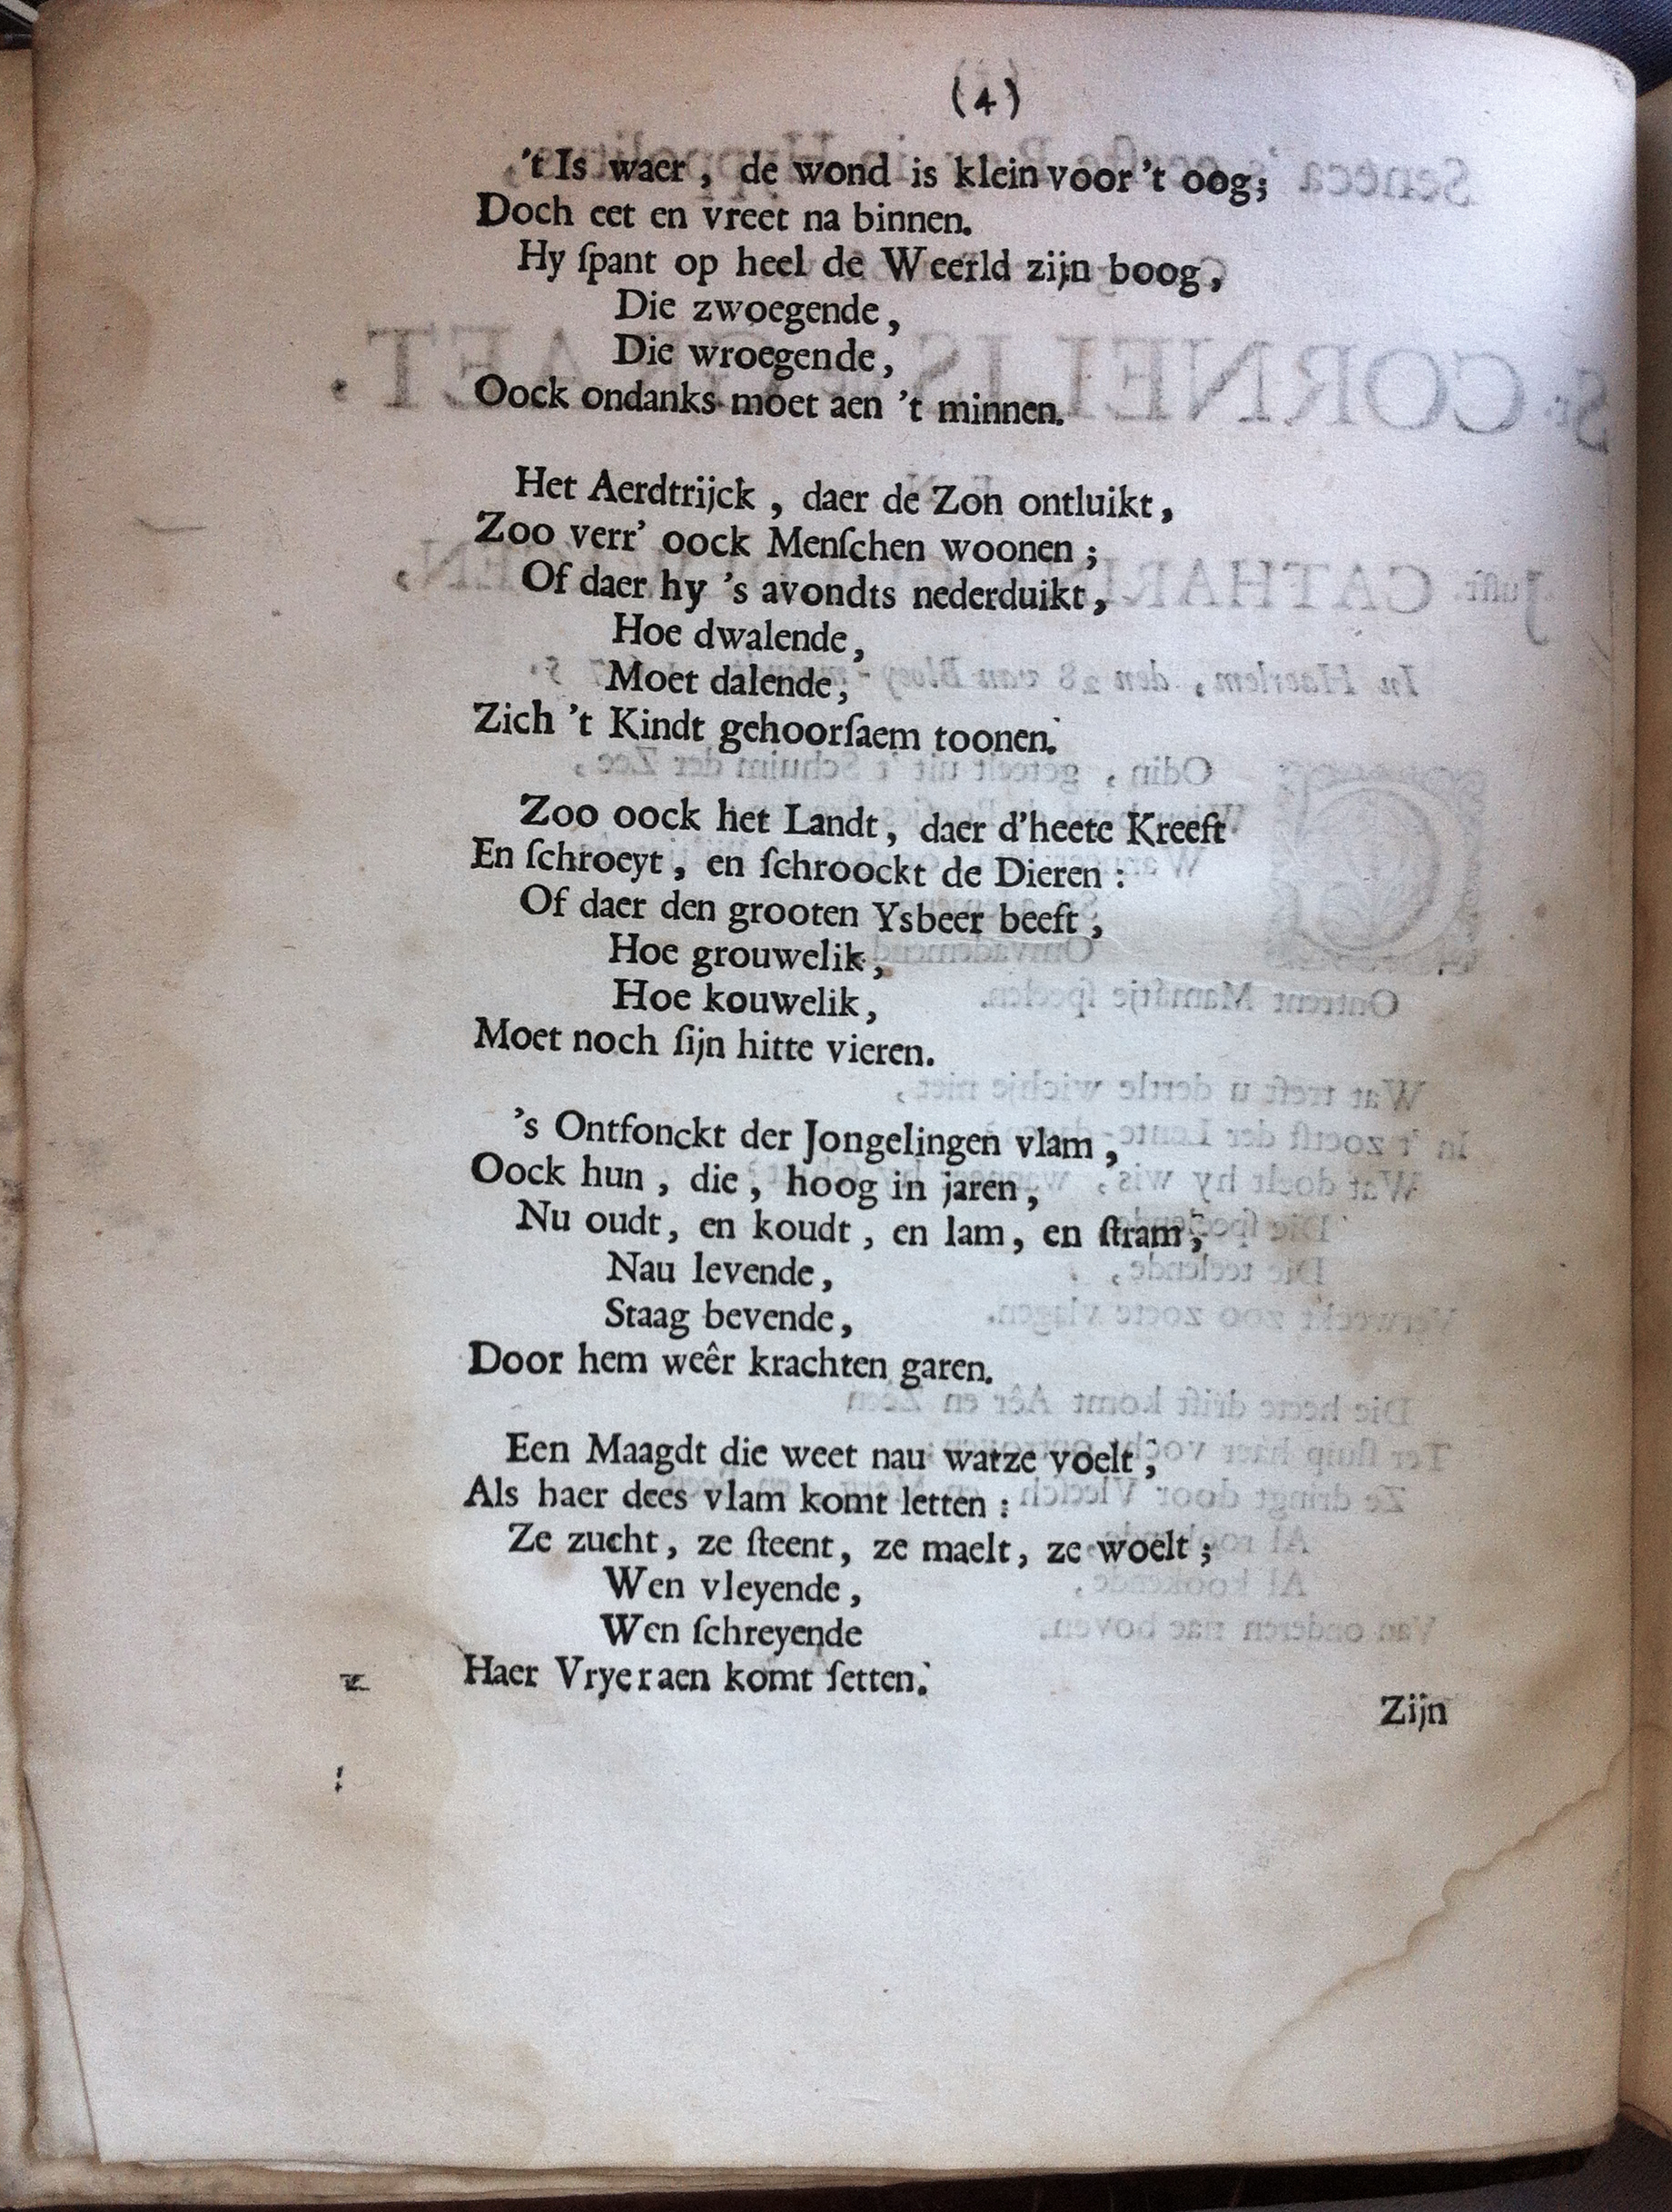 (4)
't Is waer, de wond is klein voor 't oog;
Doch eet en vreet na binnen.
Hy ſpant op heel de Weerld zijn boog,
Die zwoegende,
Die wroegende,
Oock ondanks moet aen 't minnen.
Het Aerdtrijck, daer de Zon ontluikt,
Zoo verr' oock Menſchen woonen;
Of daer hy 's avondts nederduikt,
Hoe dwalende,
Moet dalende,
Zich 't Kindt gehoorſaem toonen.
Zoo oock het Landt, daer d'heete Kreeft
En ſchroeyt, en ſchroockt de Dieren:
Of daer den grooten Ysbeer beeft,
Hoe grouwelik,
Hoe kouwelik,
Moet noch ſijn hitte vieren.
's Ontfonckt der Jongelingen vlam,
Oock hun, die, hoog in jaren,
Nu oudt, en koudt, en lam, en ſtram,
Nau levende,
Staag bevende,
Door hem weêr krachten garen.
Een Maagdt die weet nau watze voelt,
Als haer dees vlam komt letten:
Ze zucht, ze ſteent, ze maelt, ze woelt;
Wen vleyende,
Wen ſchreyende
Haer Vryeraen komt ſetten.
Zijn